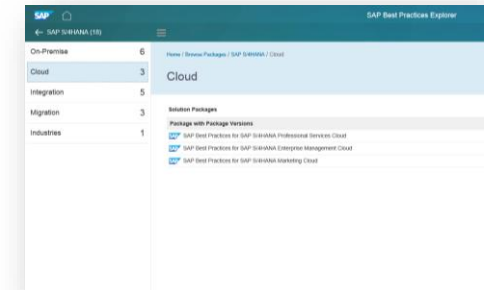 SAP
SAP Best Practices Explorer
← SAP S/4HANA (18)
On-Premise 6
Cloud 3
Integration 5
Migration 3
Industries 1
Home / Browse Packages / SAP S/4HANA / Cloud
Cloud
Solution Packages
Package with Package Versions
SAP SAP Best Practices for SAP S/4HANA Professional Services Cloud
SAP SAP Best Practices for SAP S/4HANA Enterprise Management Cloud
SAP SAP Best Practices for SAP S/4HANA Marketing Cloud